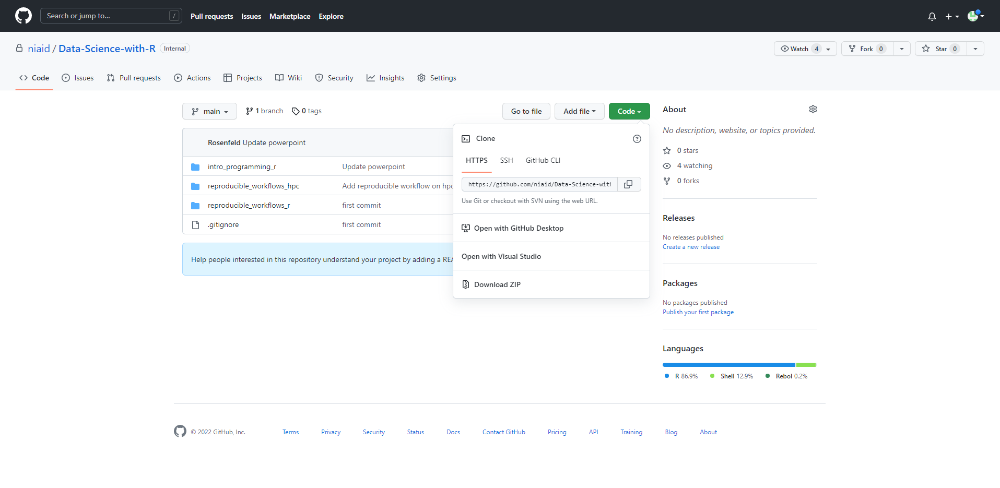 Search or jump to...
/
Pull requests
Issues
Marketplace
Explore
niaid / Data-Science-with-R
Internal
Watch 4
Fork 0
Star 0
Code
Issues
Pull requests
Actions
Projects
Wiki
Security
Insights
Settings
main
1 branch
0 tags
Go to file
Add file
Code
Rosenfeld Update powerpoint
intro_programming_r
Update powerpoint
reproducible_workflows_hpc
Add reproducible workflow on hpc
reproducible_workflows_r
first commit
.gitignore
first commit
Help people interested in this repository understand your project by adding a
Clone
HTTPS
SSH
GitHub CLI
https://github.com/niaid/Data-Science-with
Use Git or checkout with SVN using the web URL.
Open with GitHub Desktop
Open with Visual Studio
Download ZIP
About
No description, website, or topics provided.
0 stars
4 watching
0 forks
Releases
No releases published
Create a new release
Packages
No packages published
Publish your first package
Languages
R 86.9%
Shell 12.9%
Rebol 0.2%
© 2022 GitHub, Inc.
Terms
Privacy
Security
Status
Docs
Contact GitHub
Pricing
API
Training
Blog
About